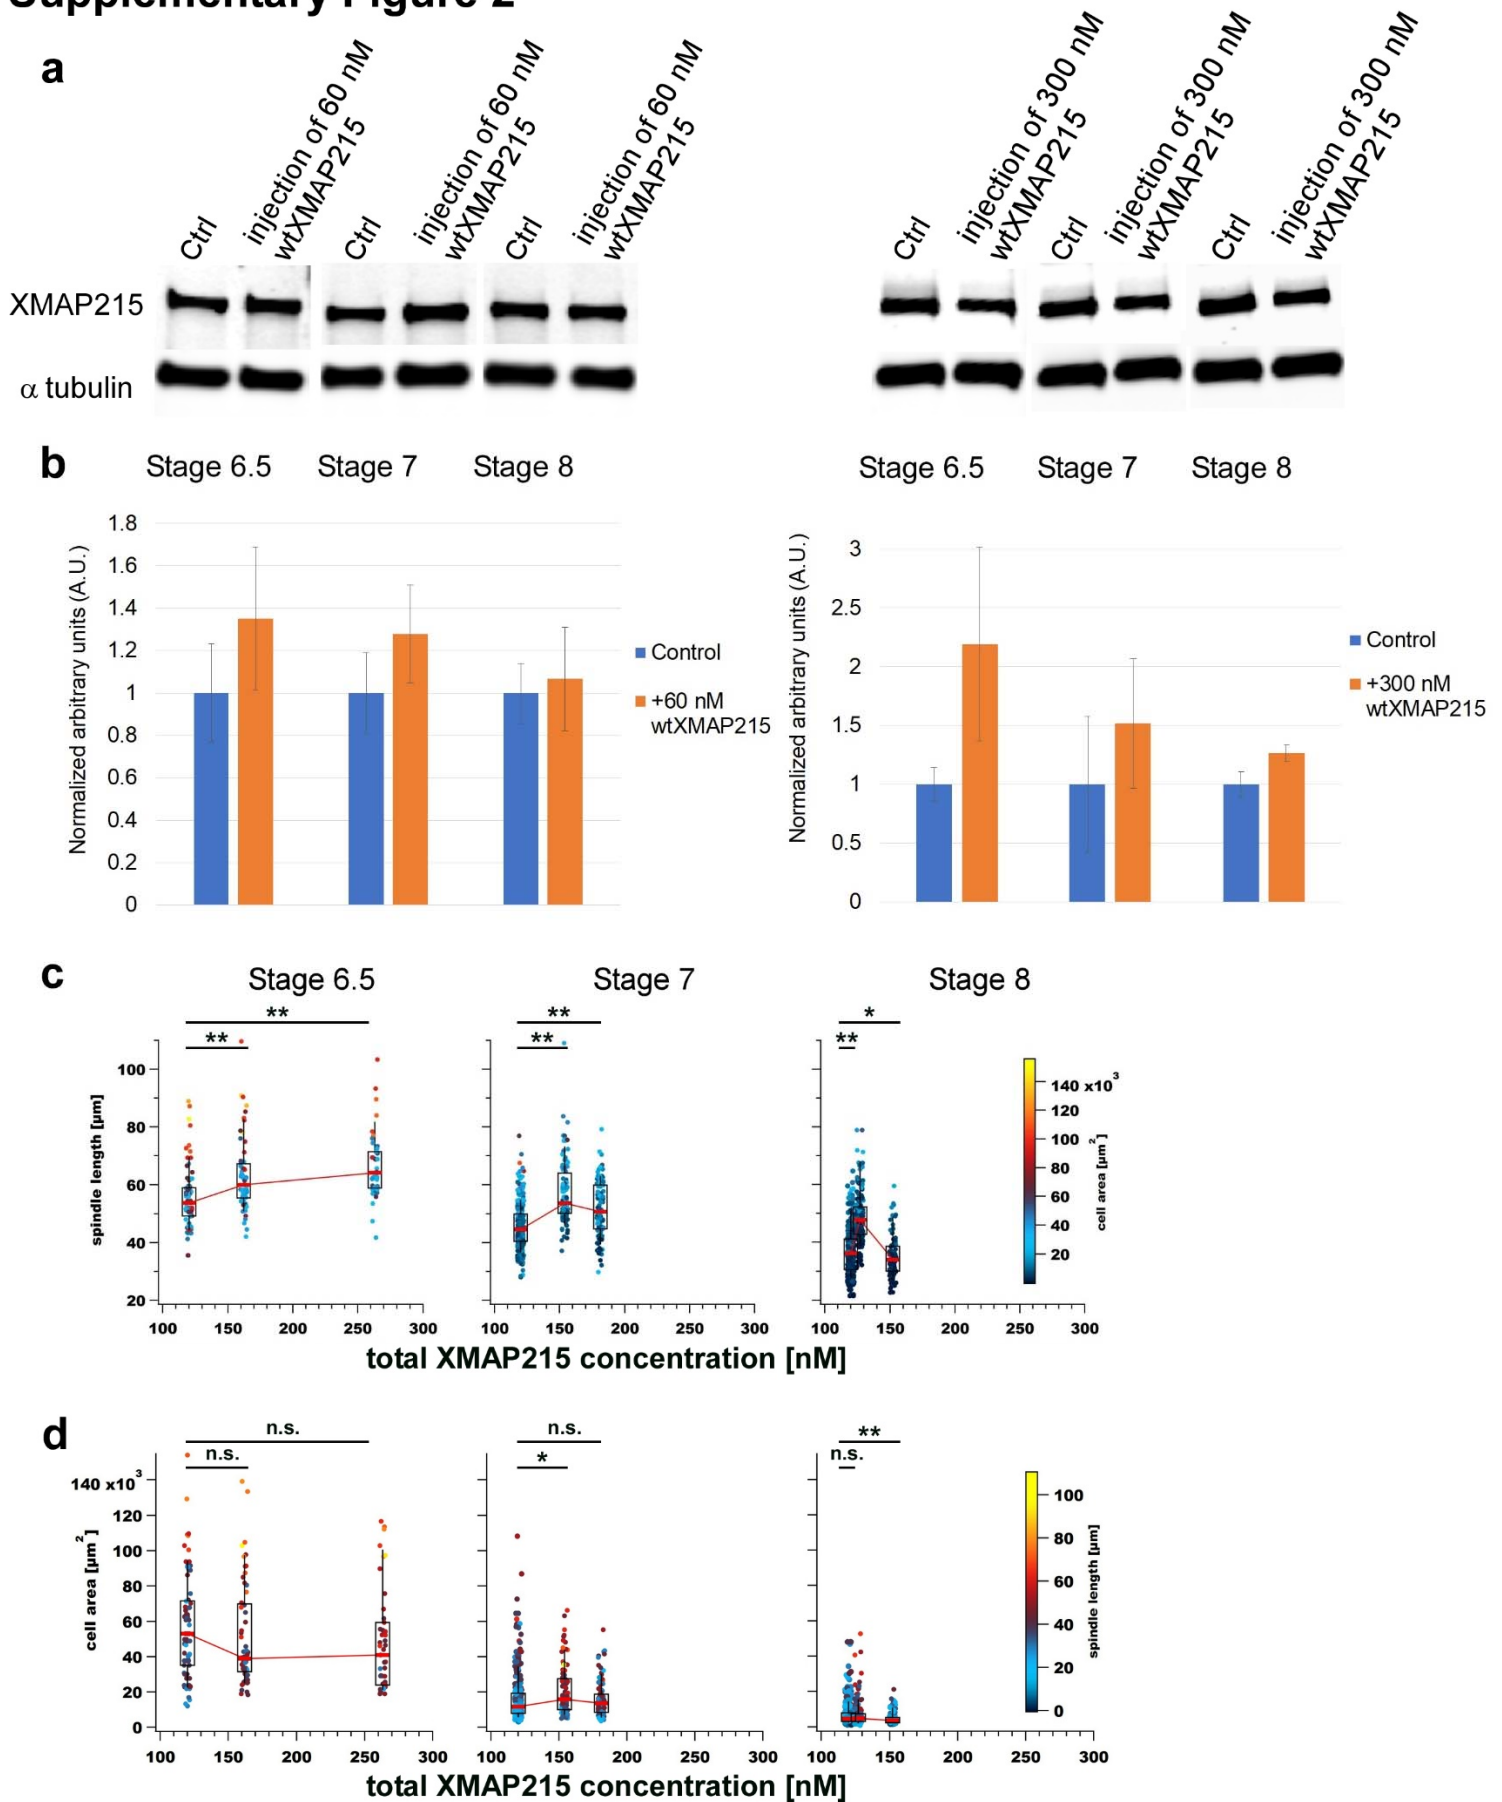 Supplementary Figure 2
a
Ctrl
injection of 60 nM
wtXMAP215
Ctrl
injection of 60 nM
wtXMAP215
Ctrl
injection of 60 nM
wtXMAP215
Ctrl
injection of 300 nM
wtXMAP215
Ctrl
injection of 300 nM
wtXMAP215
Ctrl
injection of 300 nM
wtXMAP215
XMAP215
α tubulin
b
Stage 6.5 Stage 7 Stage 8
Stage 6.5 Stage 7 Stage 8
Normalized arbitrary units (A.U.)
1.8
1.6
1.4
1.2
1
0.8
0.6
0.4
0.2
0
Control
+60 nM
wtXMAP215
Normalized arbitrary units (A.U.)
3
2.5
2
1.5
1
0.5
0
Control
+300 nM
wtXMAP215
c
Stage 6.5 Stage 7 Stage 8
** ** *
** ** **
spindle length [µm]
100
80
60
40
20
100 150 200 250 300
100 150 200 250 300
100 150 200 250 300
140 x10³
120
100
80
60
40
20
cell area [µm²]
total XMAP215 concentration [nM]
d
n.s. n.s. **
n.s. * n.s.
cell area [µm²]
140 x10³
120
100
80
60
40
20
0
100 150 200 250 300
100 150 200 250 300
100 150 200 250 300
100
80
60
40
20
0
spindle length [µm]
total XMAP215 concentration [nM]